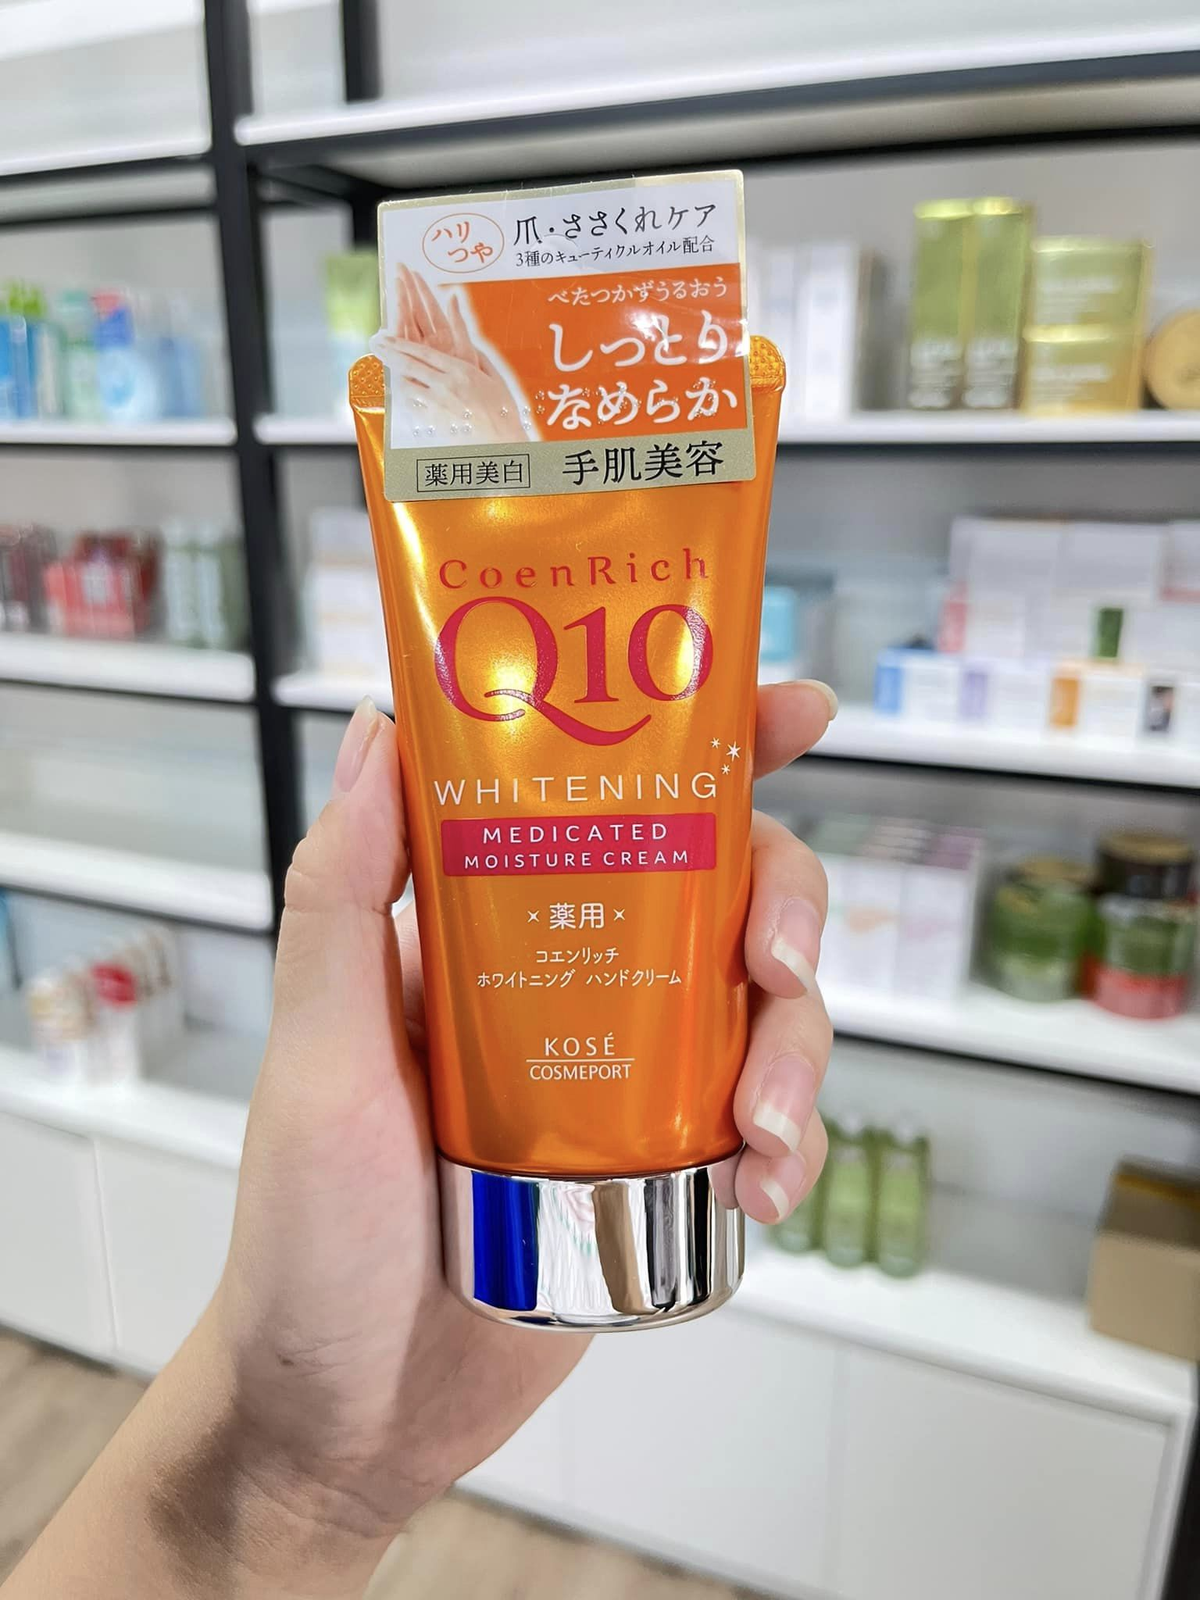 ハリ
つや
爪・ささくれケア
3種のキューティクルオイル配合
べたつかずうるおう
しっとり
なめらか
薬用美白 手肌美容
CoenRich
Q10
WHITENING
MEDICATED
MOISTURE CREAM
薬用
コエンリッチ
ホワイトニング ハンドクリーム
KOSÉ
COSMEPORT